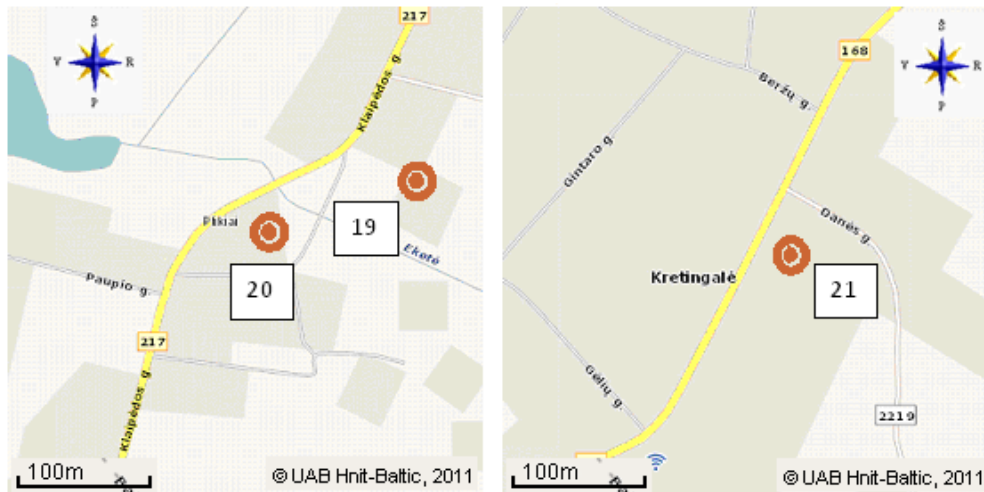 217
Š
V R
P
Klaipėdos g.
19
Plikiai
Eketė
20
Paupio g.
217
Klaipėdos g
100m
© UAB Hnit-Baltic, 2011
168
Š
V R
P
Beržų g.
Gintaro g.
Danės g.
Kretingalė
21
Gėlių g.
2219
100m
© UAB Hnit-Baltic, 2011